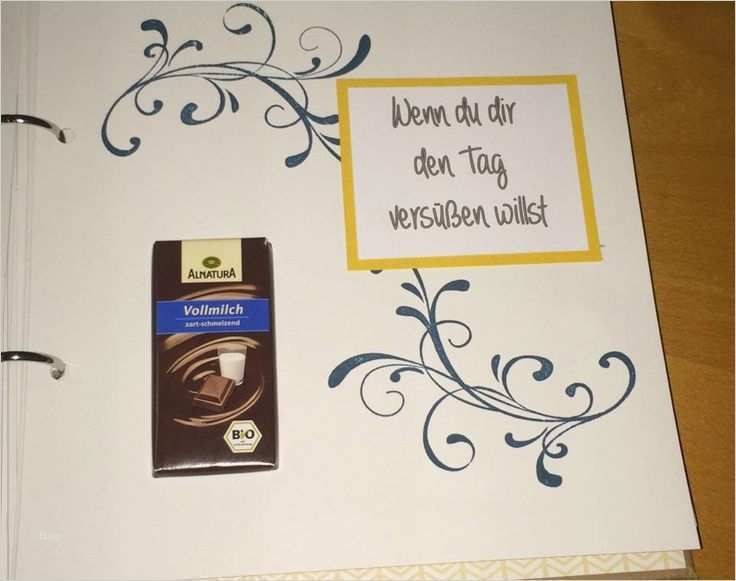 Wenn du dir
den Tag
versüßen willst
ALNATURA
Vollmilch
zart-schmelzend
BIO